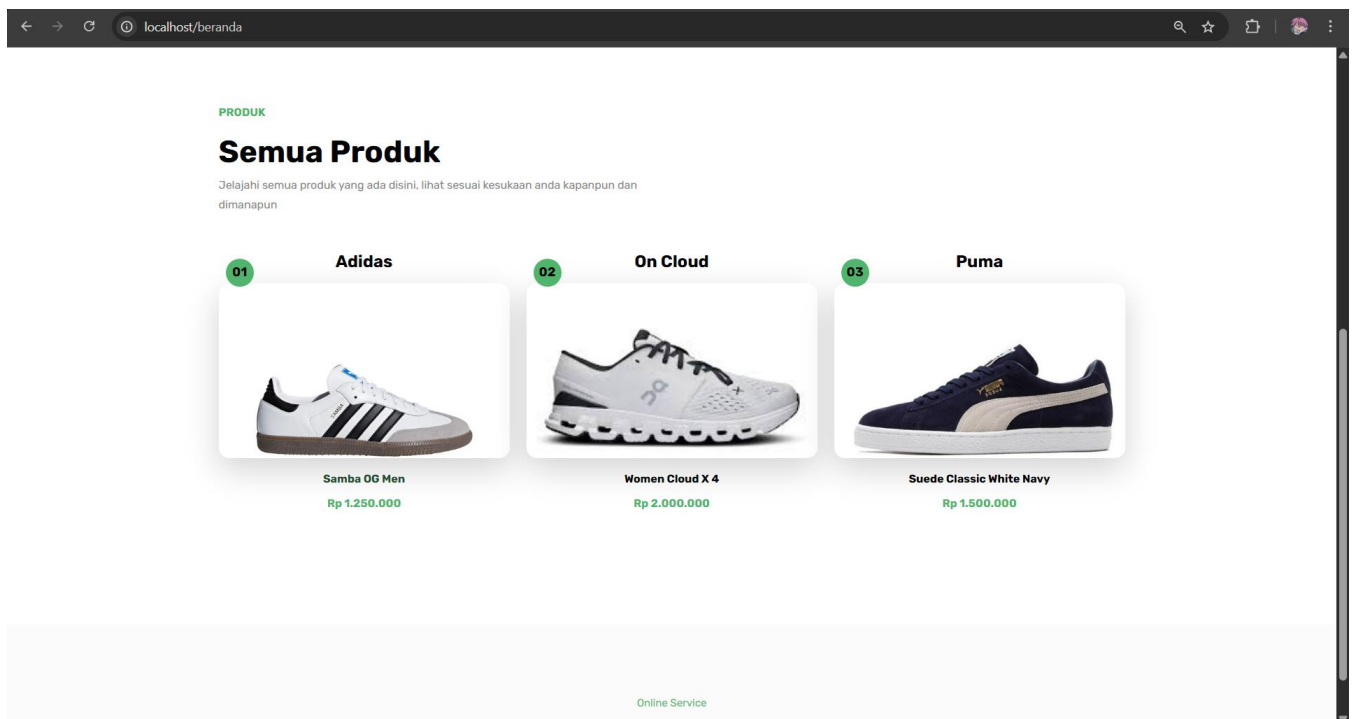 localhost/beranda
PRODUK
Semua Produk
Jelajahi semua produk yang ada disini, lihat sesuai kesukaan anda kapanpun dan
dimanapun
01
Adidas
02
On Cloud
03
Puma
SAMBA
Samba OG Men
Women Cloud X 4
Suede Classic White Navy
Rp 1.250.000
Rp 2.000.000
Rp 1.500.000
Online Service